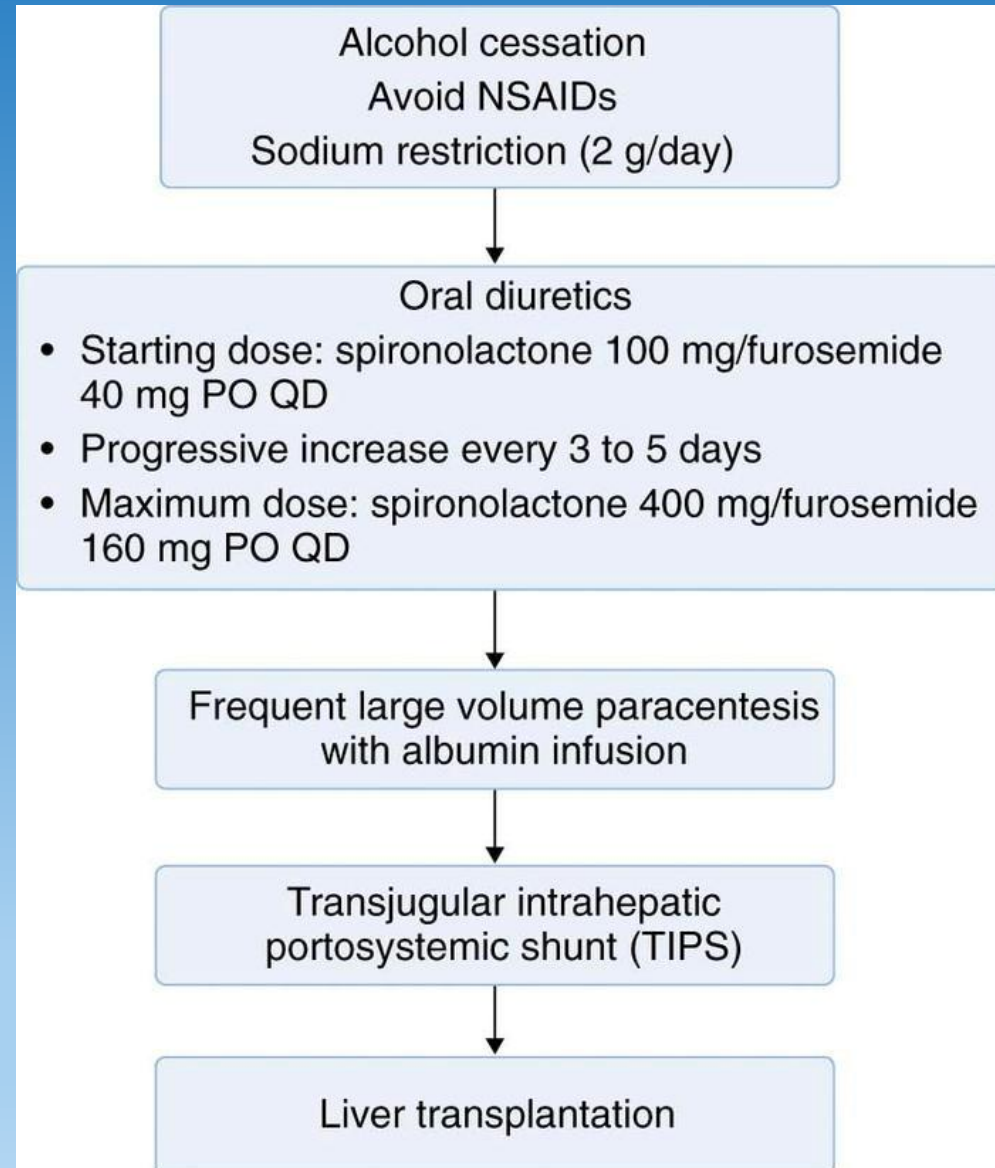 Alcohol cessation
Avoid NSAIDs
Sodium restriction (2 g/day)
Oral diuretics
• Starting dose: spironolactone 100 mg/furosemide
40 mg PO QD
• Progressive increase every 3 to 5 days
• Maximum dose: spironolactone 400 mg/furosemide
160 mg PO QD
Frequent large volume paracentesis
with albumin infusion
Transjugular intrahepatic
portosystemic shunt (TIPS)
Liver transplantation